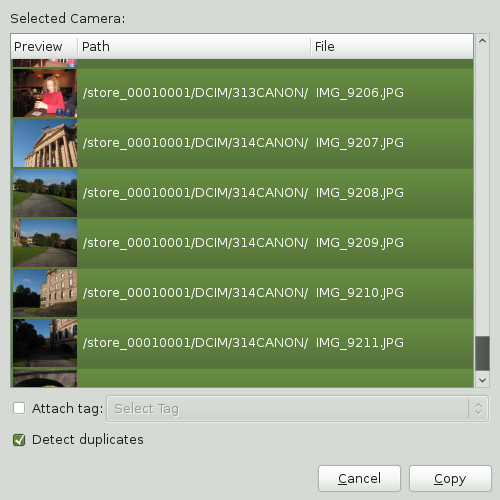 Selected Camera:
Preview Path File
/store_00010001/DCIM/313CANON/ IMG_9206.JPG
/store_00010001/DCIM/314CANON/ IMG_9207.JPG
/store_00010001/DCIM/314CANON/ IMG_9208.JPG
/store_00010001/DCIM/314CANON/ IMG_9209.JPG
/store_00010001/DCIM/314CANON/ IMG_9210.JPG
/store_00010001/DCIM/314CANON/ IMG_9211.JPG
Attach tag: Select Tag
Detect duplicates
Cancel Copy